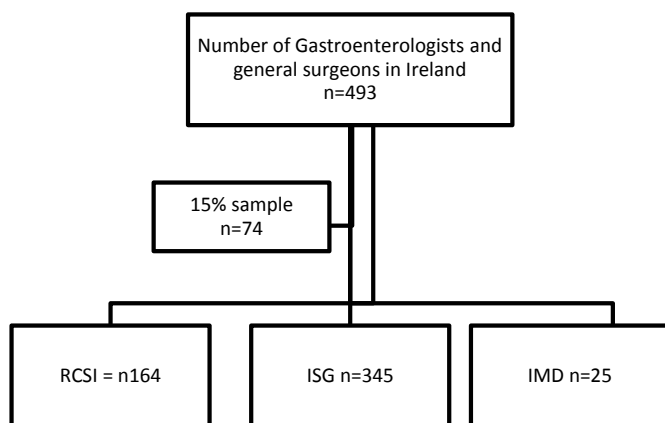 Number of Gastroenterologists and
general surgeons in Ireland
n=493
15% sample
n=74
RCSI = n164
ISG n=345
IMD n=25